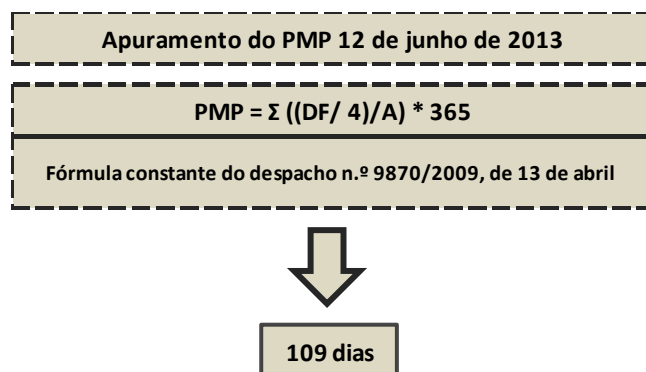 Apuramento do PMP 12 de junho de 2013
PMP = Σ ((DF/ 4)/A) * 365
Fórmula constante do despacho n.º 9870/2009, de 13 de abril
109 dias